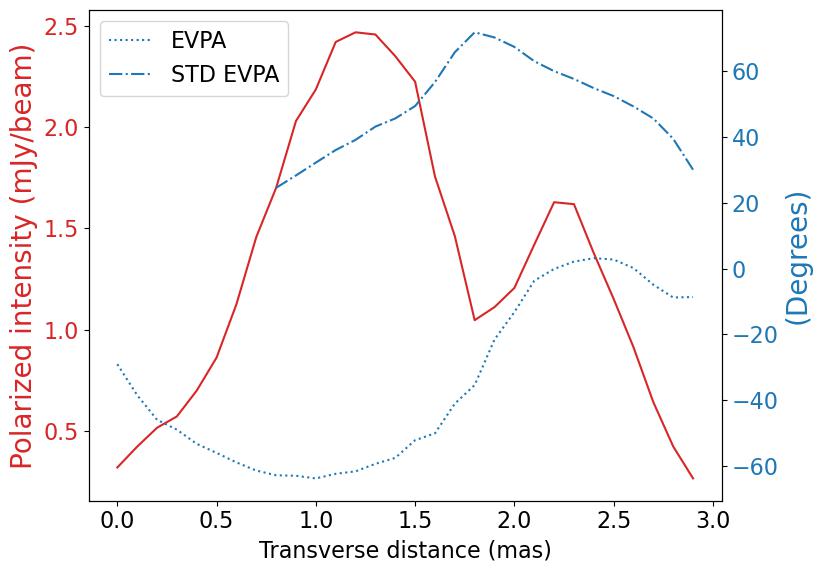 EVPA
STD EVPA
2.5
2.0
1.5
1.0
0.5
Polarized intensity (mJy/beam)
60
40
20
0
−20
−40
−60
(Degrees)
0.0 0.5 1.0 1.5 2.0 2.5 3.0
Transverse distance (mas)